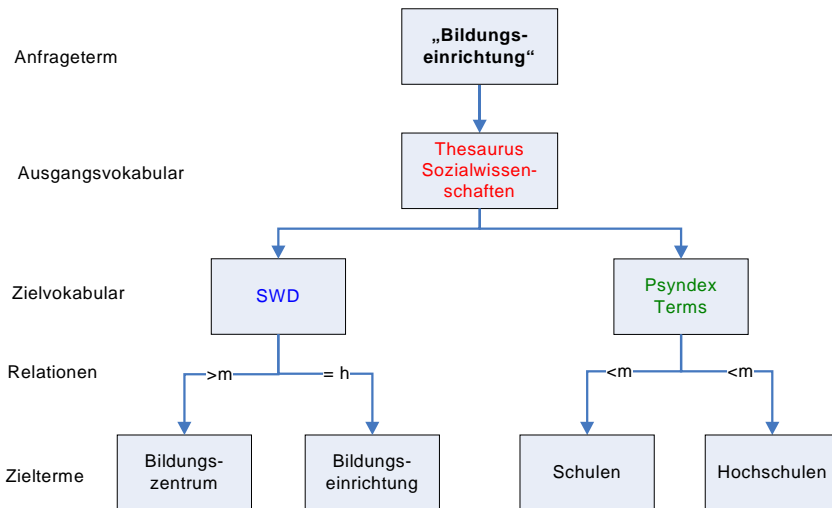 Anfrageterm
„Bildungs-
einrichtung“
Ausgangsvokabular
Thesaurus
Sozialwissen-
schaften
Zielvokabular
SWD
Psyndex
Terms
Relationen
>m
= h
<m
<m
Zielterme
Bildungs-
zentrum
Bildungs-
einrichtung
Schulen
Hochschulen